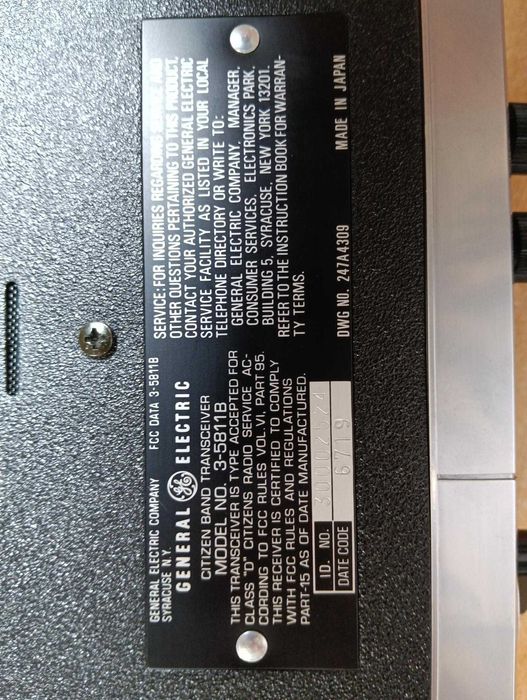 GENERAL ELECTRIC COMPANY FCC DATA 3-5811B
SYRACUSE N.Y.
GENERAL GE ELECTRIC
CITIZEN BAND TRANSCEIVER
MODEL NO. 3-5811B
THIS TRANSCEIVER IS TYPE ACCEPTED FOR
CLASS "D" CITIZENS RADIO SERVICE AC-
CORDING TO FCC RULES VOL. VI, PART 95.
THIS RECEIVER IS CERTIFIED TO COMPLY
WITH FCC RULES AND REGULATIONS
PART-15 AS OF DATE MANUFACTURED.
ID. NO.
DATE CODE 6719
SERVICE: FOR INQUIRIES REGARDING SERVICE AND
OTHER QUESTIONS PERTAINING TO THIS PRODUCT,
CONTACT YOUR AUTHORIZED GENERAL ELECTRIC
SERVICE FACILITY AS LISTED IN YOUR LOCAL
TELEPHONE DIRECTORY OR WRITE TO:
GENERAL ELECTRIC COMPANY, MANAGER,
CONSUMER SERVICES, ELECTRONICS PARK,
BUILDING 5, SYRACUSE, NEW YORK 13201.
REFER TO THE INSTRUCTION BOOK FOR WARRAN-
TY TERMS.
DWG NO. 247A4309 MADE IN JAPAN